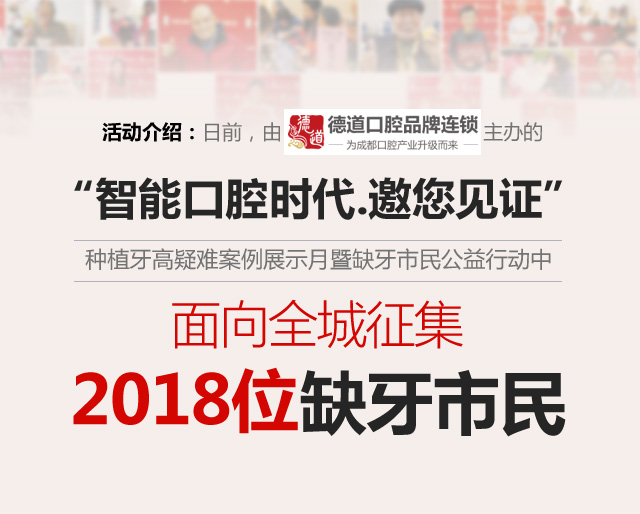 活动介绍：日前，由 德道 德道口腔品牌连锁 主办的
为成都口腔产业升级而来
“智能口腔时代.邀您见证”
种植牙高疑难案例展示月暨缺牙市民公益行动中
面向全城征集
2018位缺牙市民